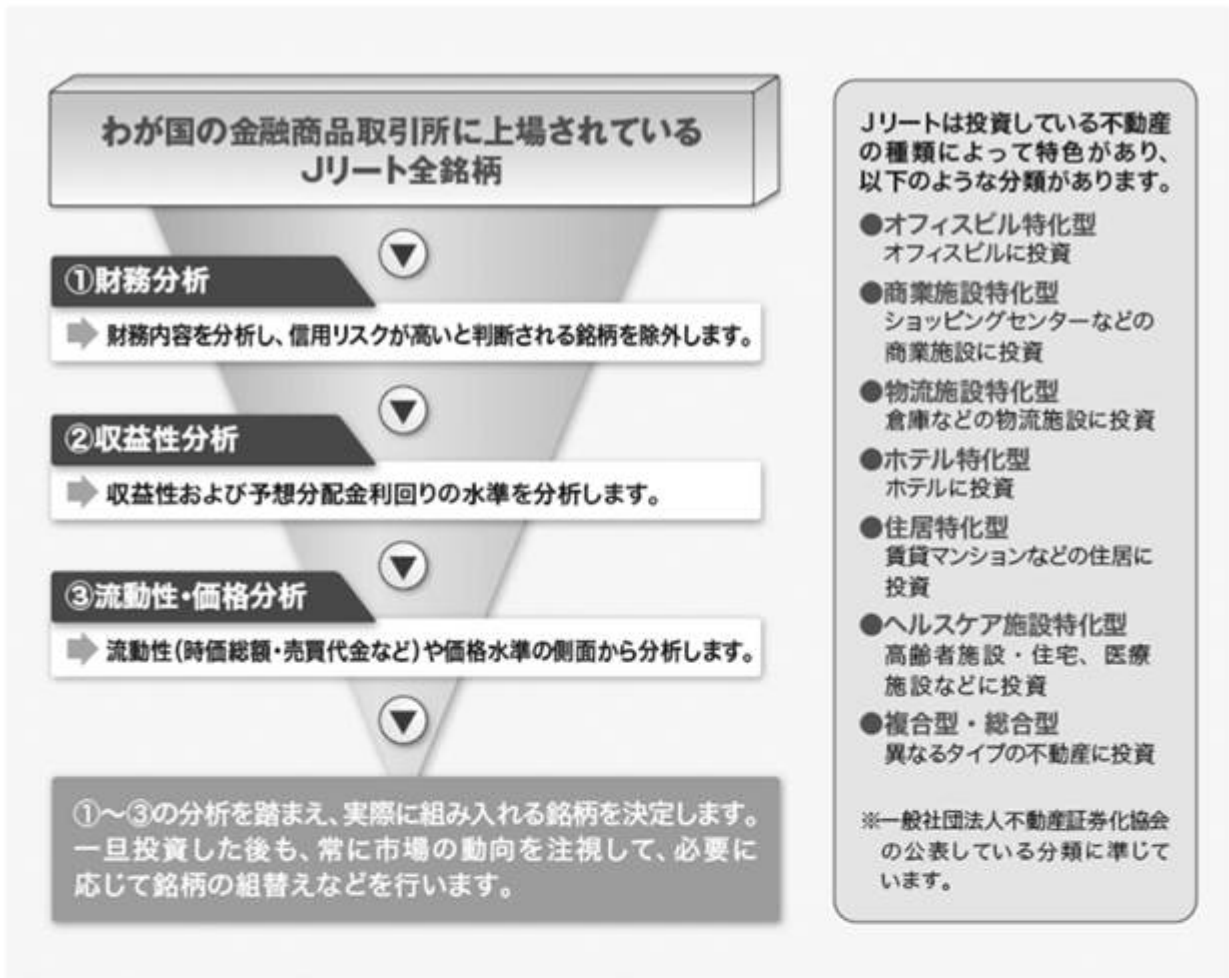 わが国の金融商品取引所に上場されている
Jリート全銘柄
①財務分析
財務内容を分析し、信用リスクが高いと判断される銘柄を除外します。
②収益性分析
収益性および予想分配金利回りの水準を分析します。
③流動性・価格分析
流動性(時価総額・売買代金など)や価格水準の側面から分析します。
①〜③の分析を踏まえ、実際に組み入れる銘柄を決定します。
一旦投資した後も、常に市場の動向を注視して、必要に
応じて銘柄の組替えなどを行います。
Jリートは投資している不動産
の種類によって特色があり、
以下のような分類があります。
●オフィスビル特化型
オフィスビルに投資
●商業施設特化型
ショッピングセンターなどの
商業施設に投資
●物流施設特化型
倉庫などの物流施設に投資
●ホテル特化型
ホテルに投資
●住居特化型
賃貸マンションなどの住居に
投資
●ヘルスケア施設特化型
高齢者施設・住宅、医療
施設などに投資
●複合型・総合型
異なるタイプの不動産に投資
※一般社団法人不動産証券化協会
の公表している分類に準じて
います。